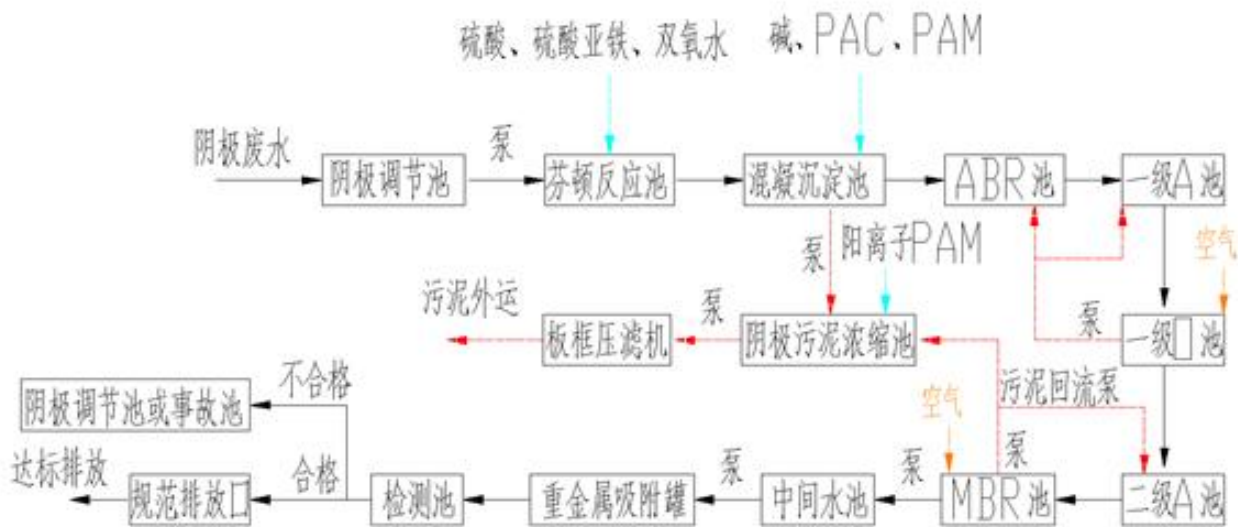 硫酸、硫酸亚铁、双氧水
碱、PAC、PAM
阴极废水
阴极调节池
泵
芬顿反应池
混凝沉淀池
ABR池
一级A池
泵
阳离子PAM
空气
污泥外运
板框压滤机
泵
阴极污泥浓缩池
泵
一级O池
不合格
阴极调节池或事故池
空气
污泥回流泵
达标排放
规范排放口
合格
检测池
重金属吸附罐
泵
中间水池
泵
MBR池
泵
二级A池